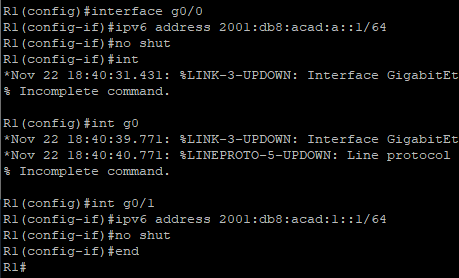 R1(config)#interface g0/0
R1(config-if)#ipv6 address 2001:db8:acad:a::1/64
R1(config-if)#no shut
R1(config-if)#int
*Nov 22 18:40:31.431: %LINK-3-UPDOWN: Interface GigabitEt
% Incomplete command.
R1(config)#int g0
*Nov 22 18:40:39.771: %LINK-3-UPDOWN: Interface GigabitEt
*Nov 22 18:40:40.771: %LINEPROTO-5-UPDOWN: Line protocol
% Incomplete command.
R1(config)#int g0/1
R1(config-if)#ipv6 address 2001:db8:acad:1::1/64
R1(config-if)#no shut
R1(config-if)#end
R1#